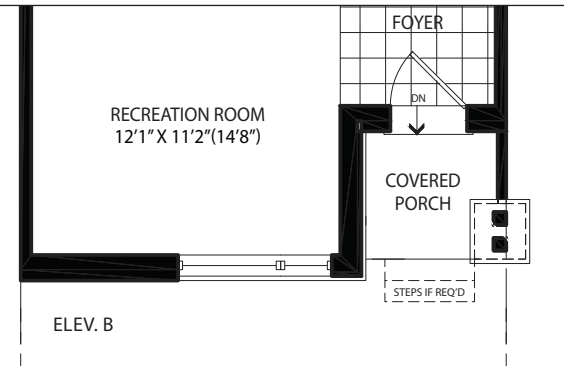 FOYER
DN
RECREATION ROOM
12'1" X 11'2"(14'8")
COVERED
PORCH
STEPS IF REQ'D
ELEV. B